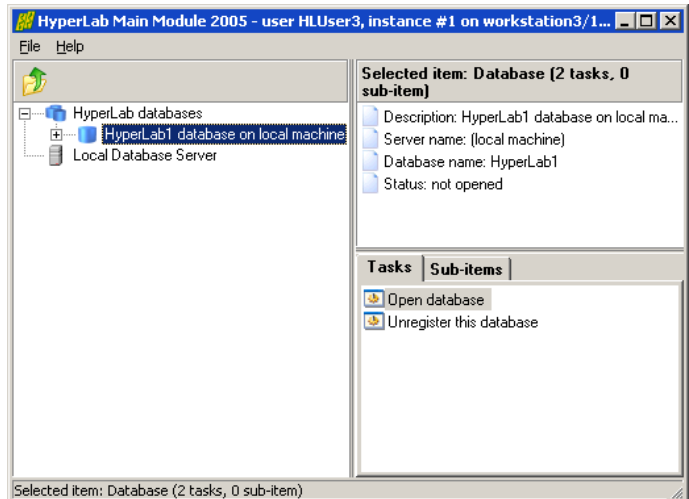 HyperLab Main Module 2005 - user HLUser3, instance #1 on workstation3/1...
File Help
HyperLab databases
HyperLab1 database on local machine
Local Database Server
Selected item: Database (2 tasks, 0
sub-item)
Description: HyperLab1 database on local ma...
Server name: (local machine)
Database name: HyperLab1
Status: not opened
Tasks Sub-items
Open database
Unregister this database
Selected item: Database (2 tasks, 0 sub-item)